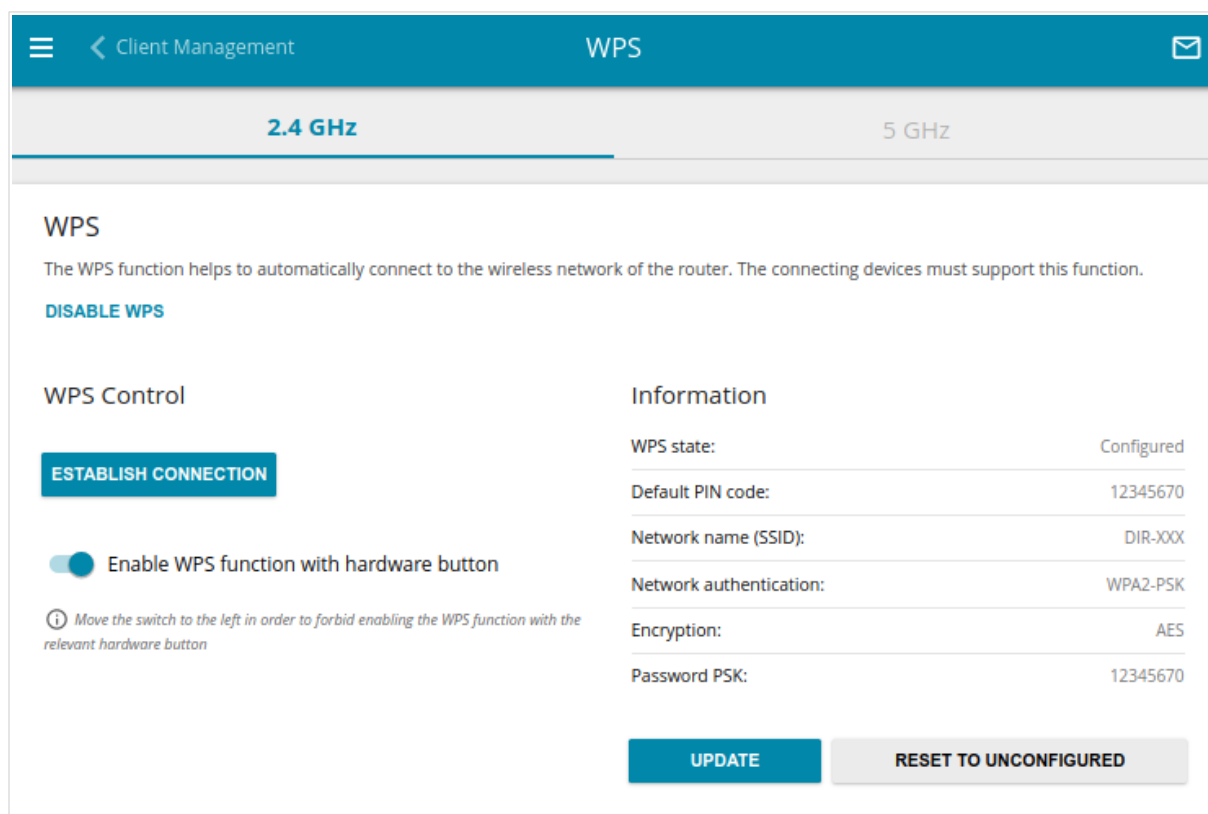 Client Management
WPS
2.4 GHz
5 GHz
WPS
The WPS function helps to automatically connect to the wireless network of the router. The connecting devices must support this function.
DISABLE WPS
WPS Control
ESTABLISH CONNECTION
Enable WPS function with hardware button
Move the switch to the left in order to forbid enabling the WPS function with the
relevant hardware button
Information
WPS state: Configured
Default PIN code: 12345670
Network name (SSID): DIR-XXX
Network authentication: WPA2-PSK
Encryption: AES
Password PSK: 12345670
UPDATE
RESET TO UNCONFIGURED